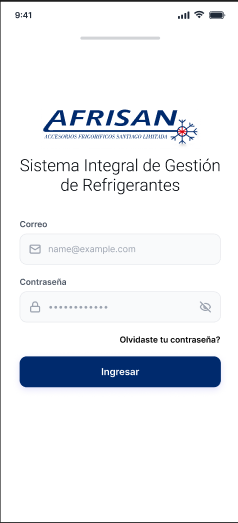 9:41
AFRISAN
ACCESORIOS FRIGORIFICOS SANTIAGO LIMITADA
Sistema Integral de Gestión
de Refrigerantes
Correo
name@example.com
Contraseña
Olvidaste tu contraseña?
Ingresar